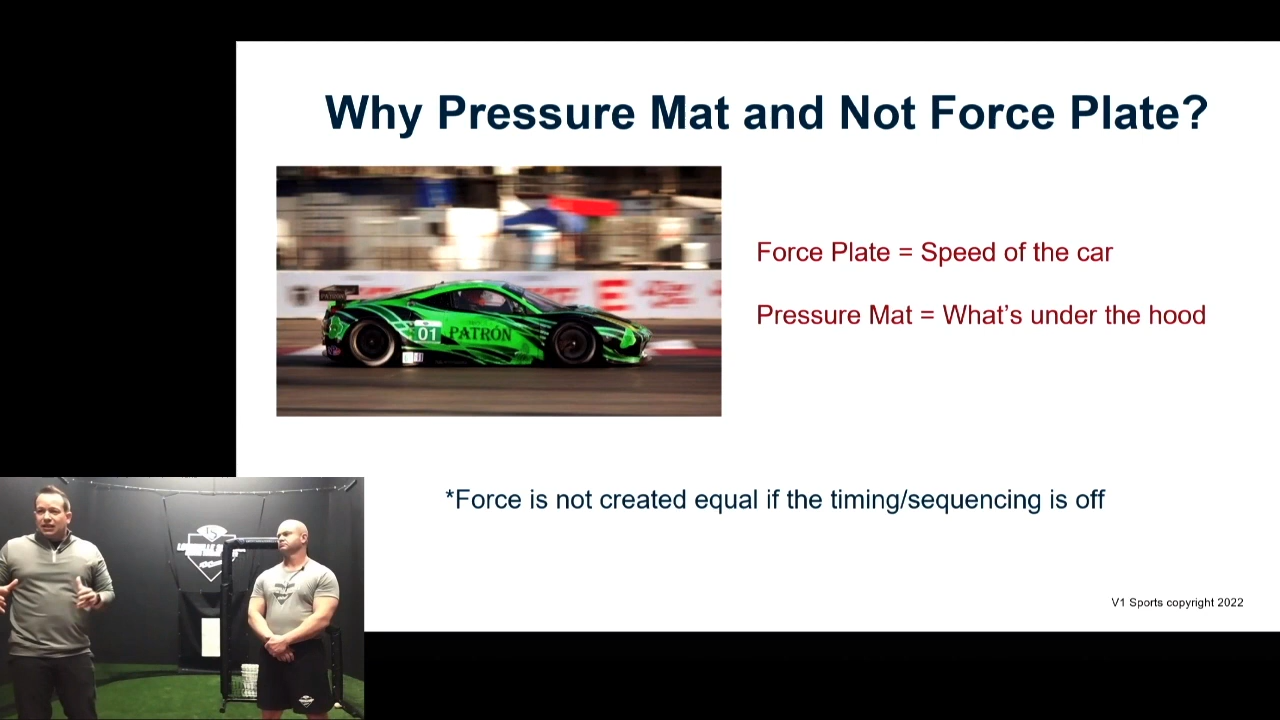 Why Pressure Mat and Not Force Plate?
Force Plate = Speed of the car
Pressure Mat = What's under the hood
PATRON
01
PATRÓN
*Force is not created equal if the timing/sequencing is off
V1 Sports copyright 2022